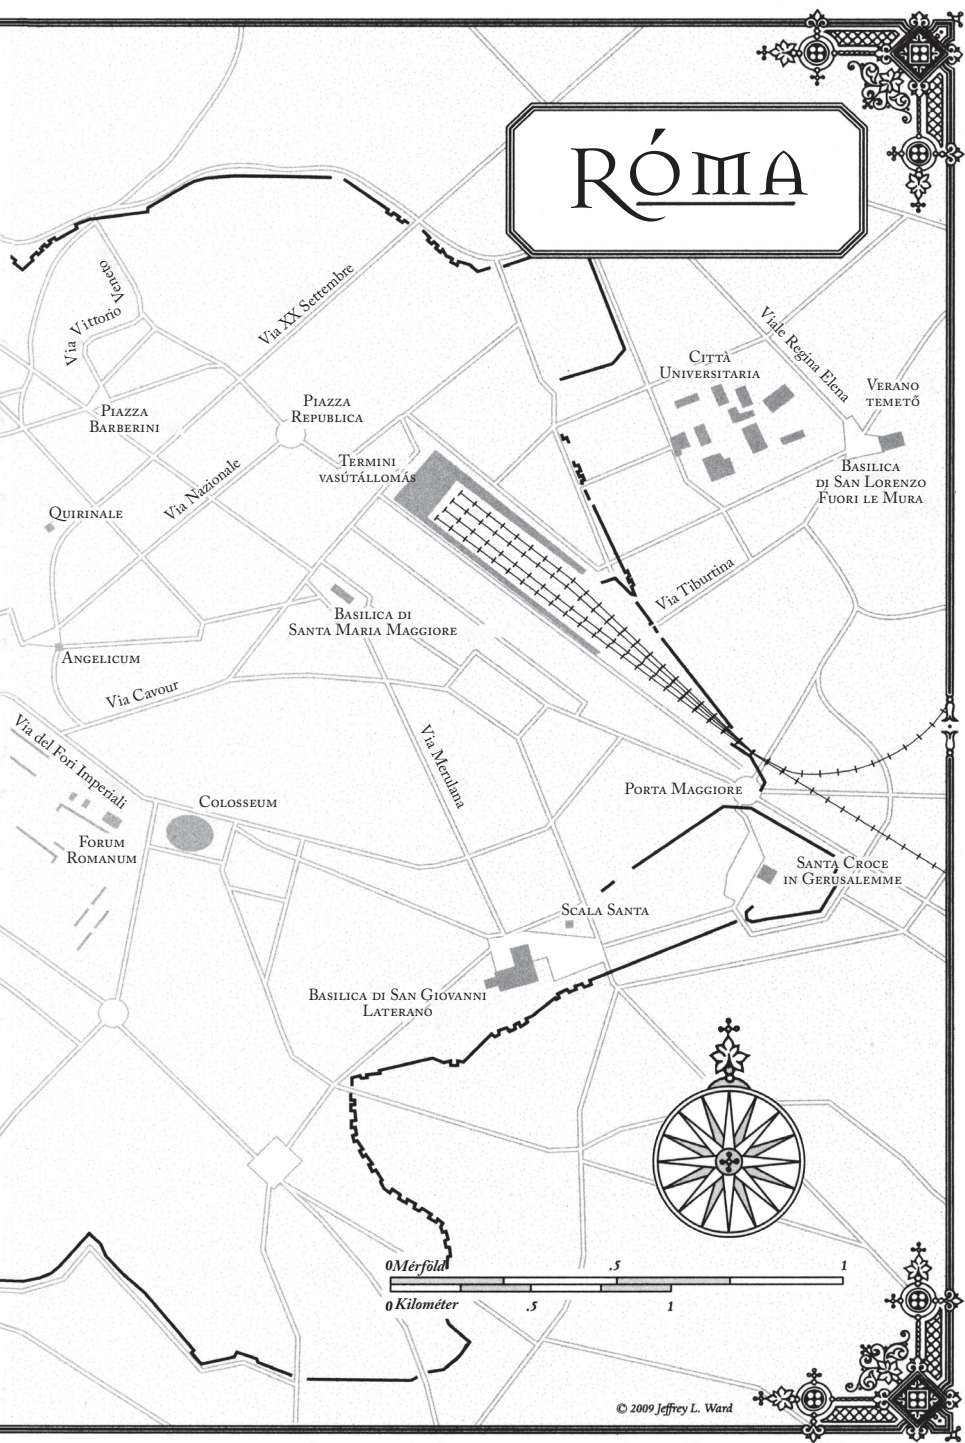 RÓMA
Via Vittorio
Veneto
Via XX Settembre
Viale Regina Elena
Città
Universitaria
Verano
temető
Piazza
Barberini
Piazza
Republica
Termini
vasútállomás
Basilica
di San Lorenzo
Fuori le Mura
Via Nazionale
Quirinale
Via Tiburtina
Basilica di
Santa Maria Maggiore
Angelicum
Via Cavour
Via del Fori Imperiali
Via Merulana
Porta Maggiore
Colosseum
Forum
Romanum
Santa Croce
in Gerusalemme
Scala Santa
Basilica di San Giovanni
Laterano
0 Mérföld .5 1
0 Kilométer .5 1
© 2009 Jeffrey L. Ward